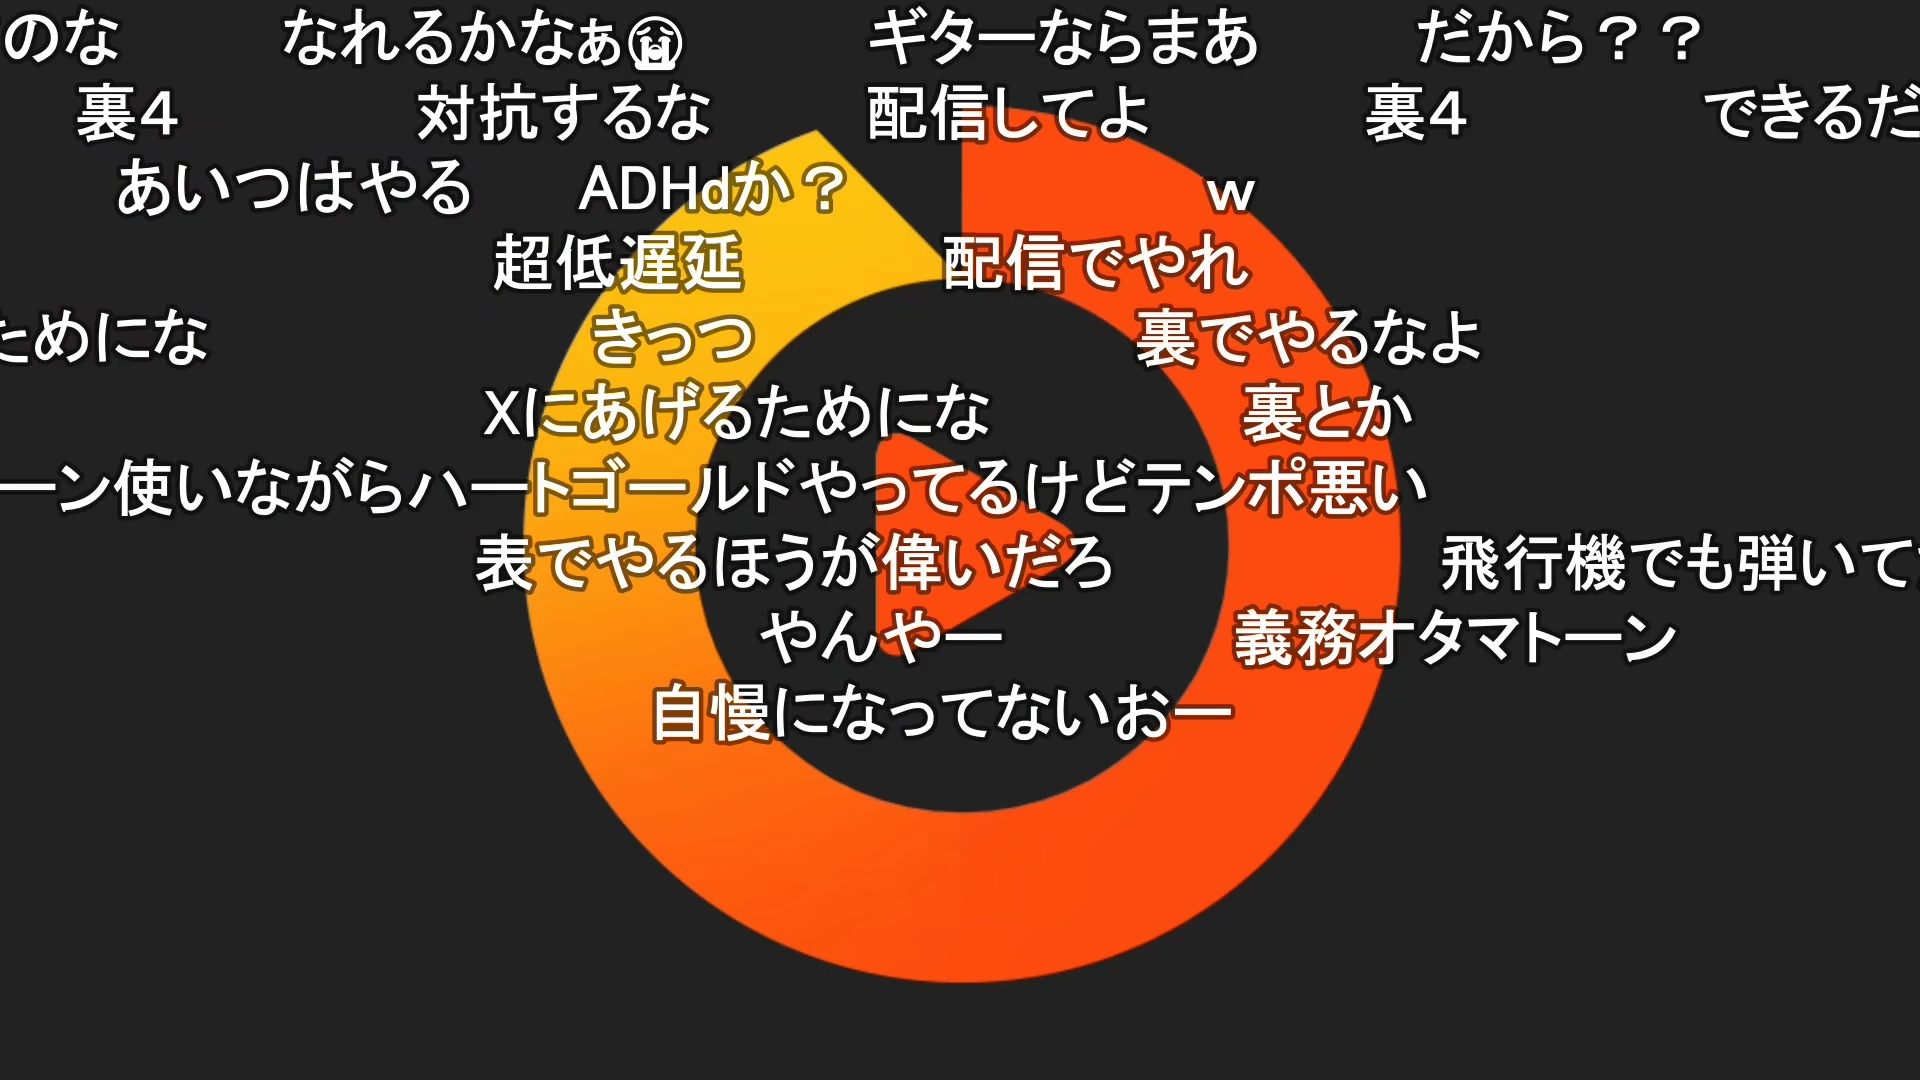 のな なれるかなぁ😭 ギターならまあ だから？？
裏４ 対抗するな 配信してよ 裏４ できるだ
あいつはやる ADHdか？ ｗ
超低遅延 配信でやれ
ためにな きっつ 裏でやるなよ
Xにあげるためにな 裏とか
ーン使いながらハートゴールドやってるけどテンポ悪い
表でやるほうが偉いだろ 飛行機でも弾いて
やんやー 義務オタマトーン
自慢になってないおー